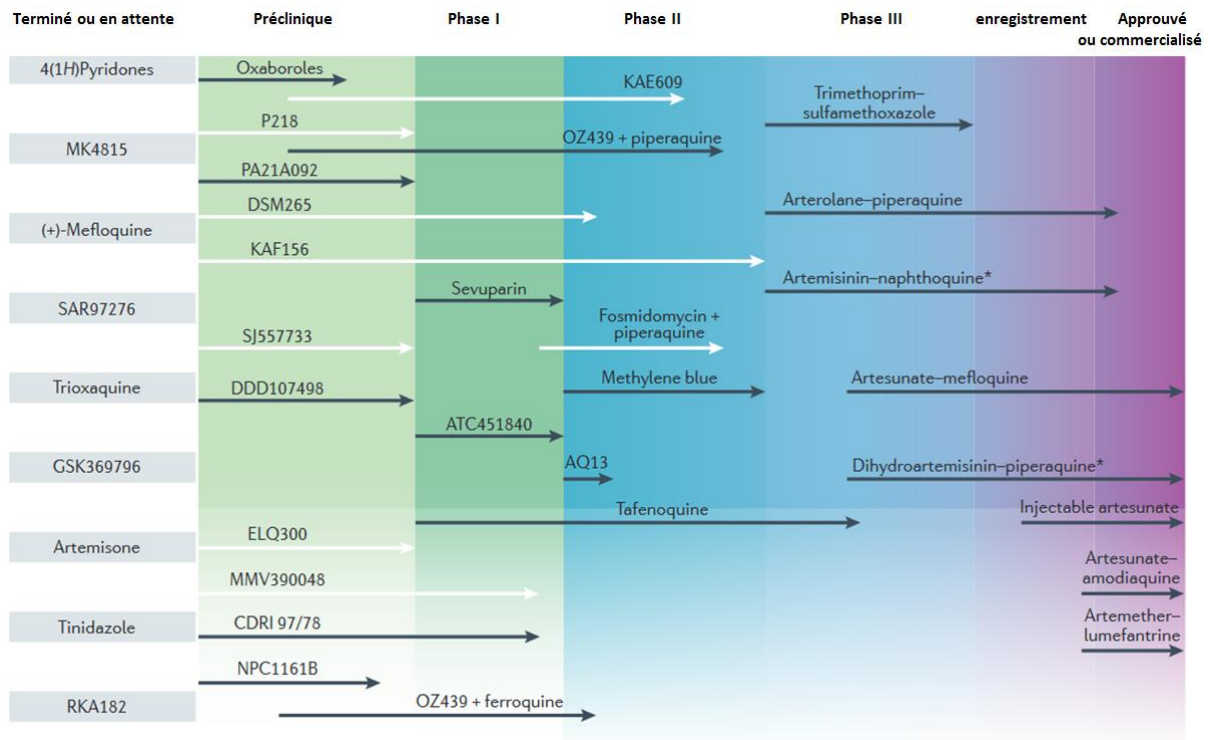 Terminé ou en attente
Préclinique
Phase I
Phase II
Phase III
enregistrement
Approuvé
ou commercialisé
4(1H)Pyridones
Oxaboroles
KAE609
Trimethoprim–
sulfamethoxazole
P218
OZ439 + piperaquine
MK4815
PA21A092
DSM265
Arterolane–piperaquine
(+)-Mefloquine
KAF156
Artemisinin–naphthoquine*
Sevuparin
SAR97276
Fosmidomycin +
piperaquine
SJ557733
Trioxaquine
DDD107498
Methylene blue
Artesunate–mefloquine
ATC451840
GSK369796
AQ13
Dihydroartemisinin–piperaquine*
Tafenoquine
Injectable artesunate
ELQ300
Artemisone
Artesunate–
amodiaquine
MMV390048
Tinidazole
CDRI 97/78
Artemether–
lumefantrine
NPC1161B
RKA182
OZ439 + ferroquine